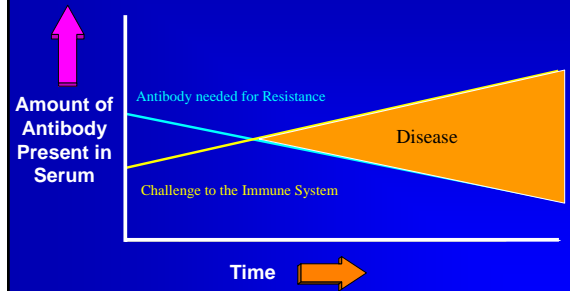 Amount of
Antibody
Present in
Serum
Antibody needed for Resistance
Disease
Challenge to the Immune System
Time